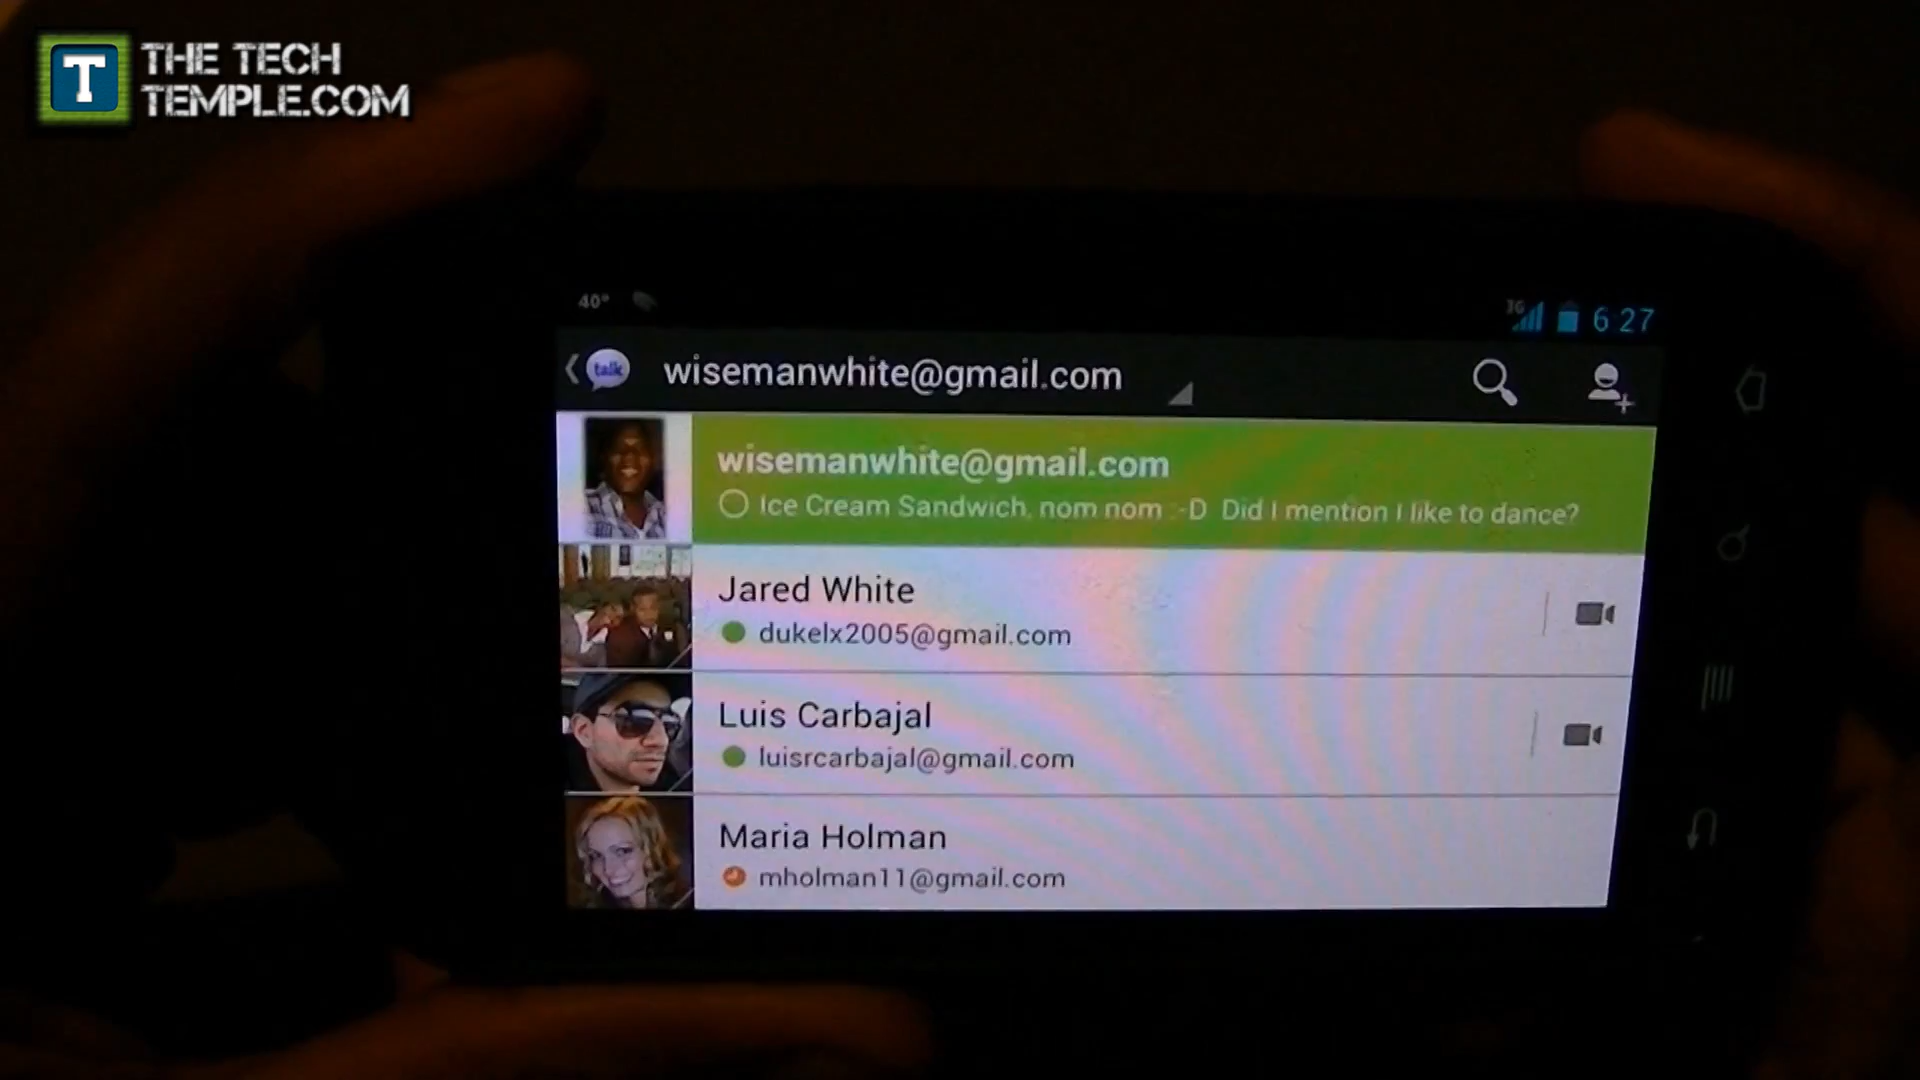 T
THE TECH
TEMPLE.COM
40°
3G
6:27
talk
wisemanwhite@gmail.com
wisemanwhite@gmail.com
Ice Cream Sandwich, nom nom :-D Did I mention I like to dance?
Jared White
dukelx2005@gmail.com
Luis Carbajal
luisrcarbajal@gmail.com
Maria Holman
mholman11@gmail.com